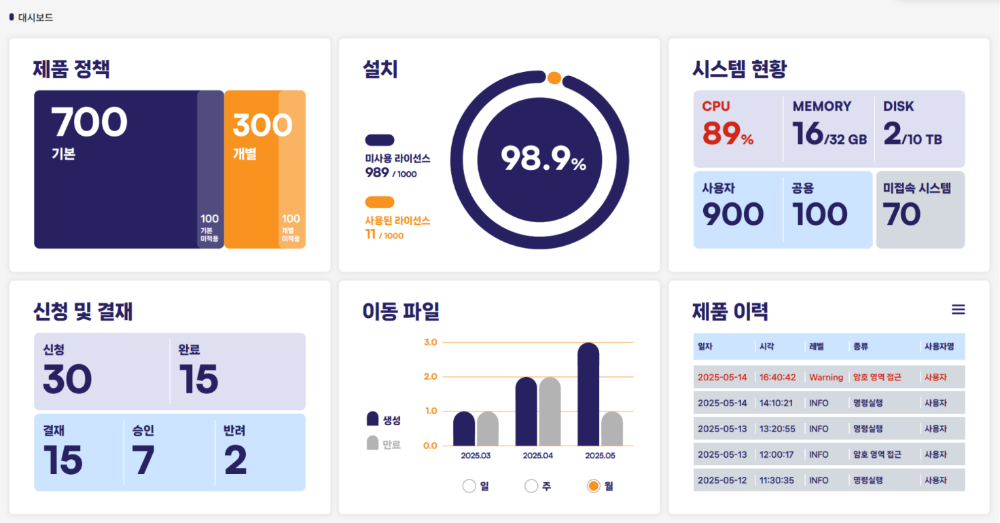 대시보드
제품 정책
700
기본
100
기본
미적용
300
개별
100
개별
미적용
설치
미사용 라이선스
989 / 1000
사용된 라이선스
11 / 1000
98.9%
시스템 현황
CPU
89%
MEMORY
16/32 GB
DISK
2/10 TB
사용자
900
공용
100
미접속 시스템
70
신청 및 결재
신청
30
완료
15
결재
15
승인
7
반려
2
이동 파일
3.0
2.0
1.0
0.0
생성
만료
2025.03 2025.04 2025.05
일 주 월
제품 이력
일자 시각 레벨 종류 사용자명
2025-05-14 16:40:42 Warning 암호 영역 접근 사용자
2025-05-14 14:10:21 INFO 명령실행 사용자
2025-05-13 13:20:55 INFO 명령실행 사용자
2025-05-13 12:00:17 INFO 암호 영역 접근 사용자
2025-05-12 11:30:35 INFO 명령실행 사용자